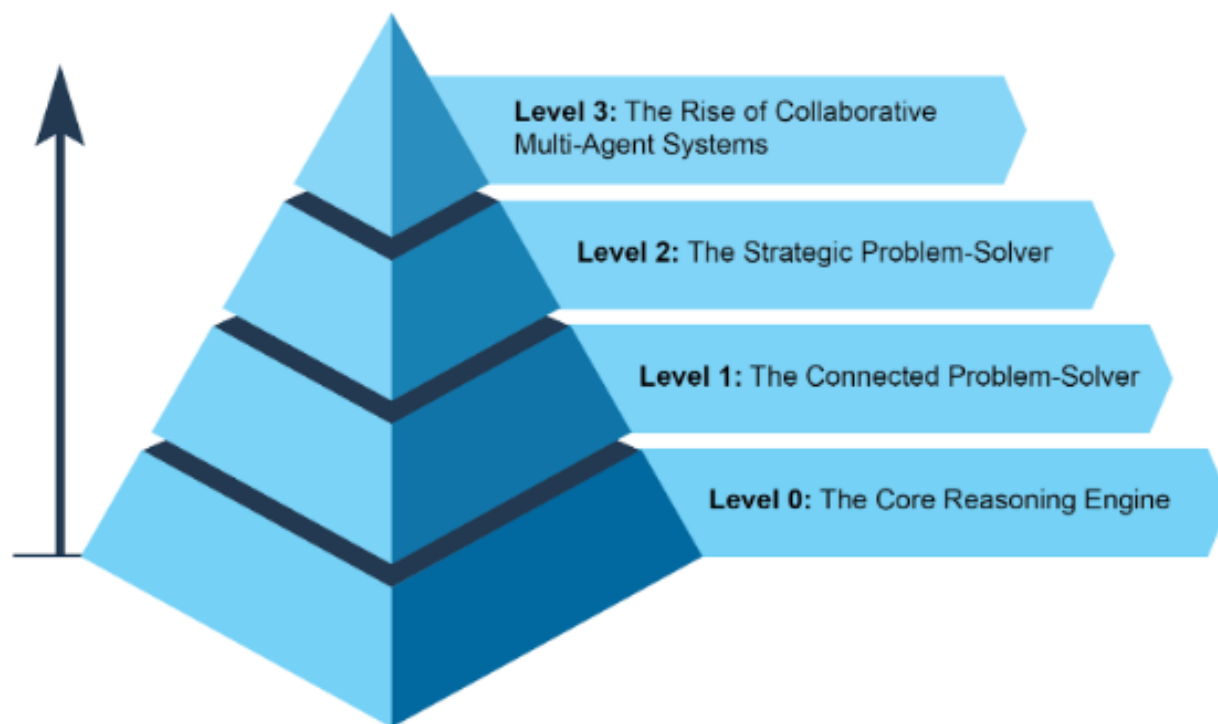 Level 3: The Rise of Collaborative
Multi-Agent Systems
Level 2: The Strategic Problem-Solver
Level 1: The Connected Problem-Solver
Level 0: The Core Reasoning Engine